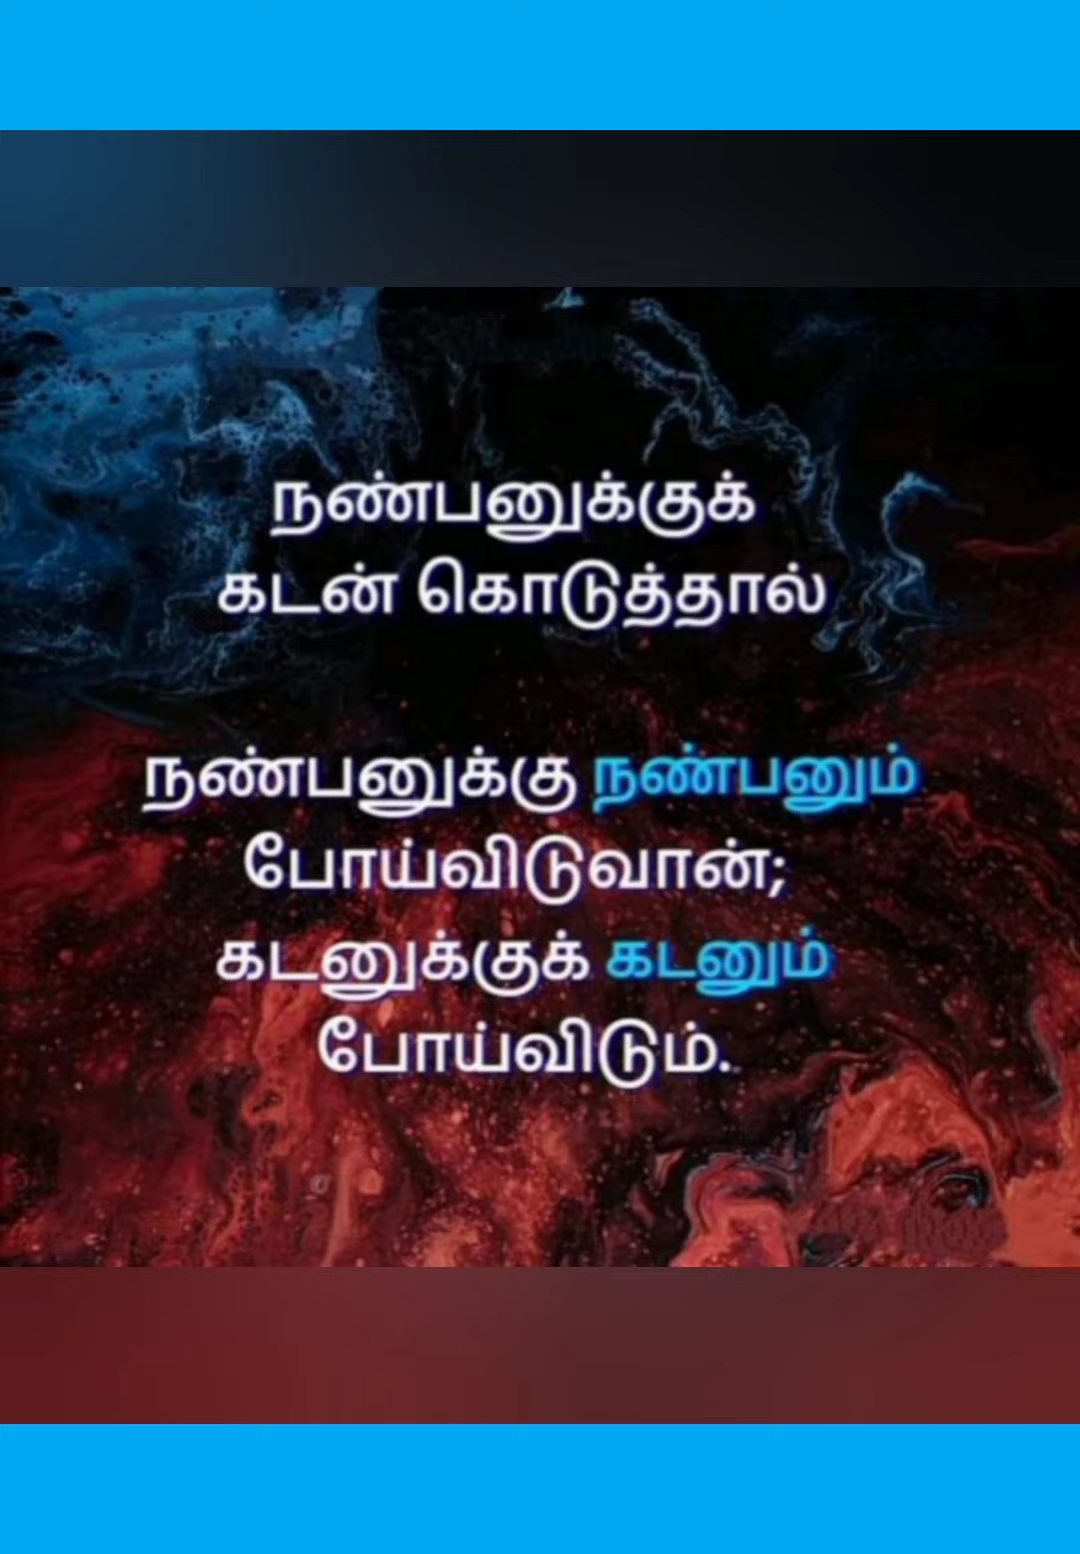 நண்பனுக்குக்
கடன் கொடுத்தால்
நண்பனுக்கு நண்பனும்
போய்விடுவான்;
கடனுக்குக் கடனும்
போய்விடும்.